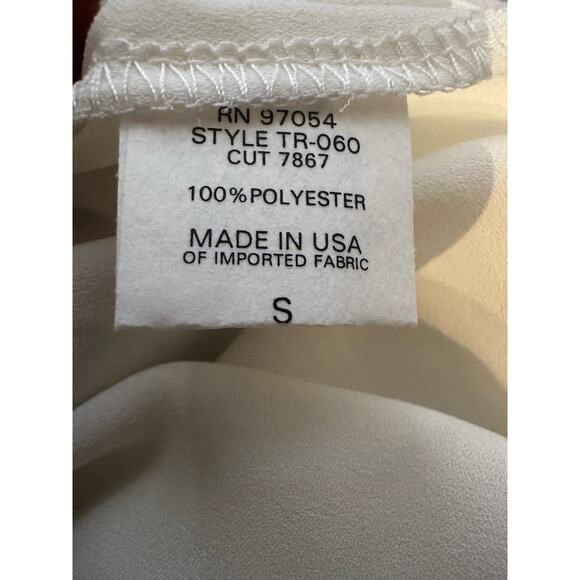 RN 97054
STYLE TR-060
CUT 7867
100%POLYESTER
MADE IN USA
OF IMPORTED FABRIC
S